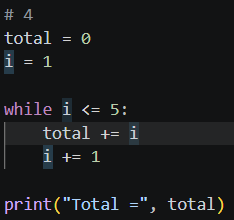 # 4
total = 0
i = 1

while i <= 5:
    total += i
    i += 1

print("Total =", total)